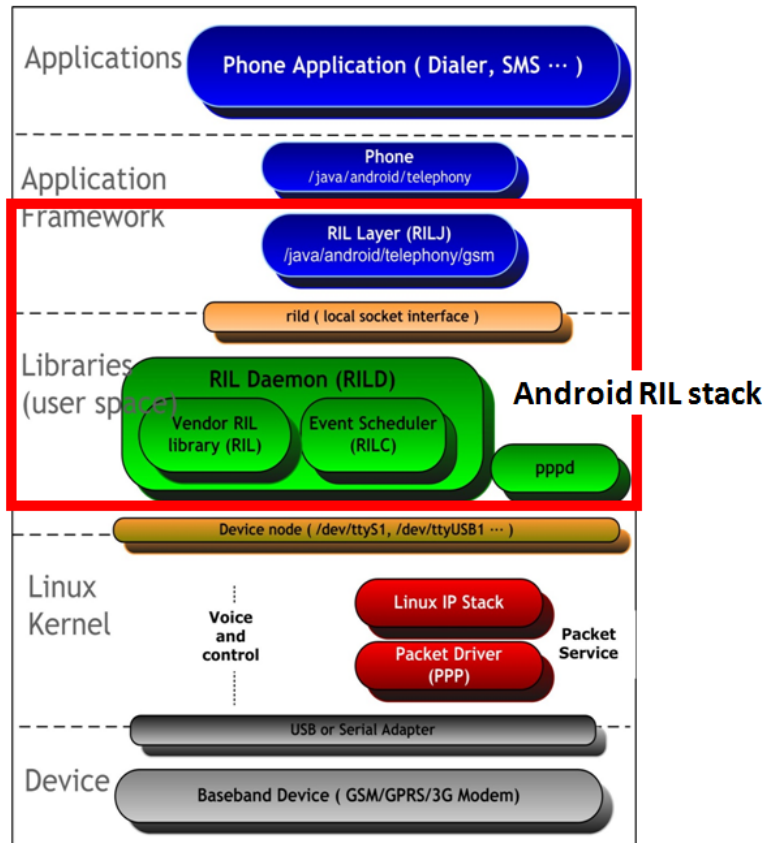 Applications
Phone Application ( Dialer, SMS ··· )
Application
Framework
Phone
/java/android/telephony
RIL Layer (RILJ)
/java/android/telephony/gsm
rild ( local socket interface )
Libraries
(user space)
RIL Daemon (RILD)
Vendor RIL
library (RIL)
Event Scheduler
(RILC)
pppd
Android RIL stack
Device node ( /dev/ttyS1, /dev/ttyUSB1 ··· )
Linux
Kernel
Voice
and
control
Linux IP Stack
Packet Driver
(PPP)
Packet
Service
USB or Serial Adapter
Device
Baseband Device ( GSM/GPRS/3G Modem)